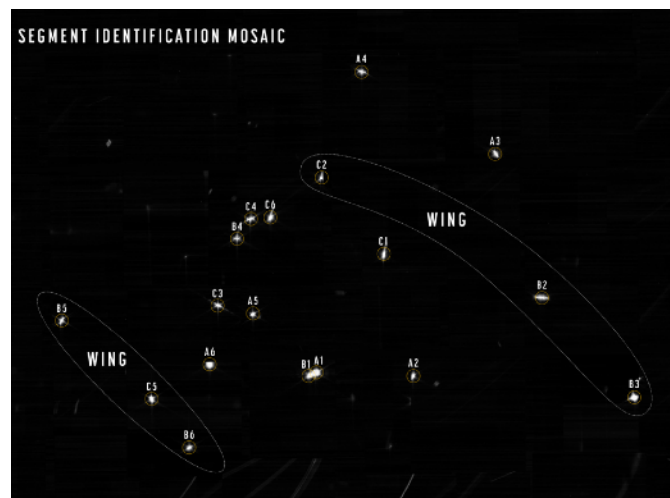 SEGMENT IDENTIFICATION MOSAIC
A4
A3
C2
C4 C6
WING
B4
C1
B2
C3
A5
B5
WING
A6
B1 A1
A2
C5
B3
B6